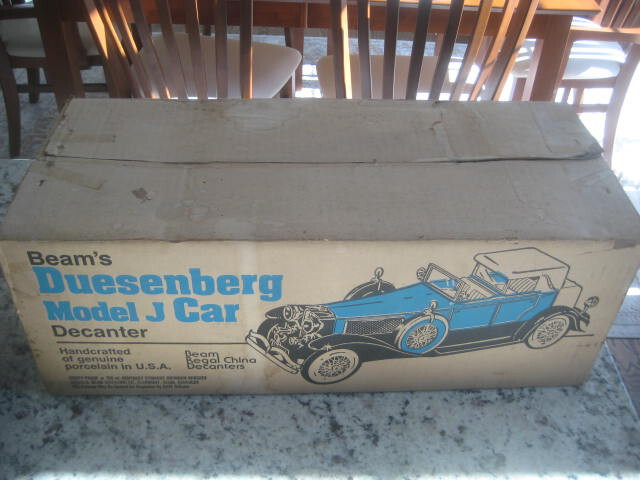 Beam's
Duesenberg
Model J Car
Decanter
Handcrafted
of genuine
porcelain in U.S.A.
Beam
Regal China
Decanters